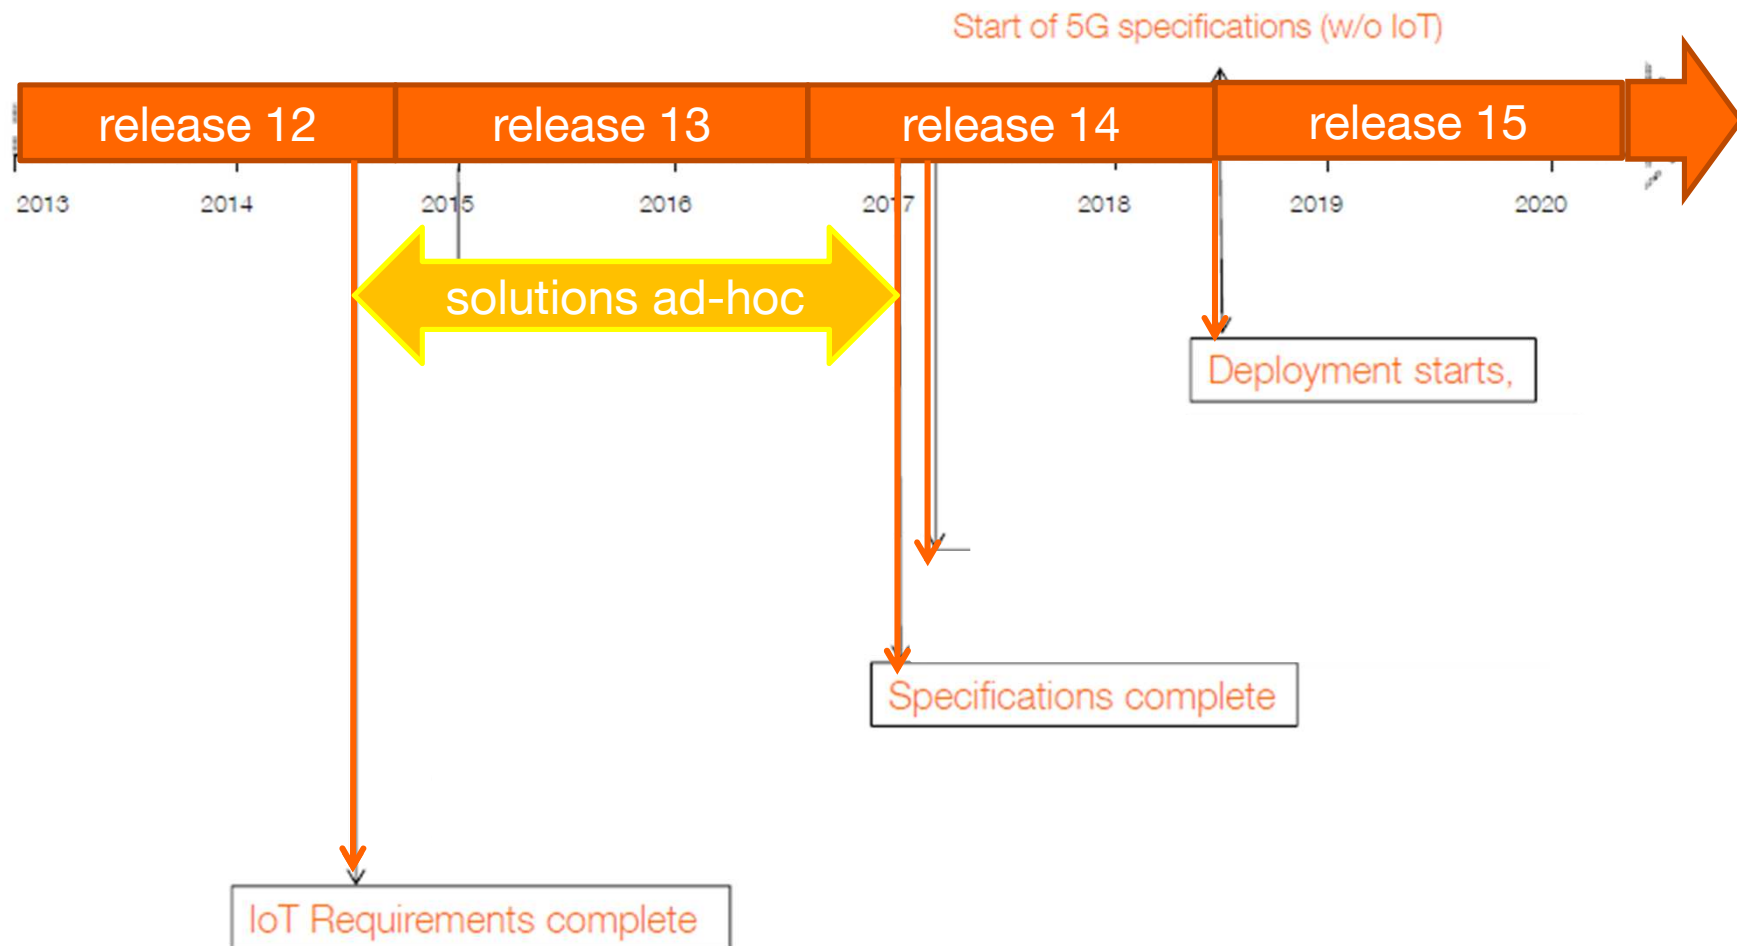 Start of 5G specifications (w/o IoT)
release 12 release 13 release 14 release 15
2013 2014 2015 2016 2017 2018 2019 2020
solutions ad-hoc
Deployment starts,
Specifications complete
IoT Requirements complete